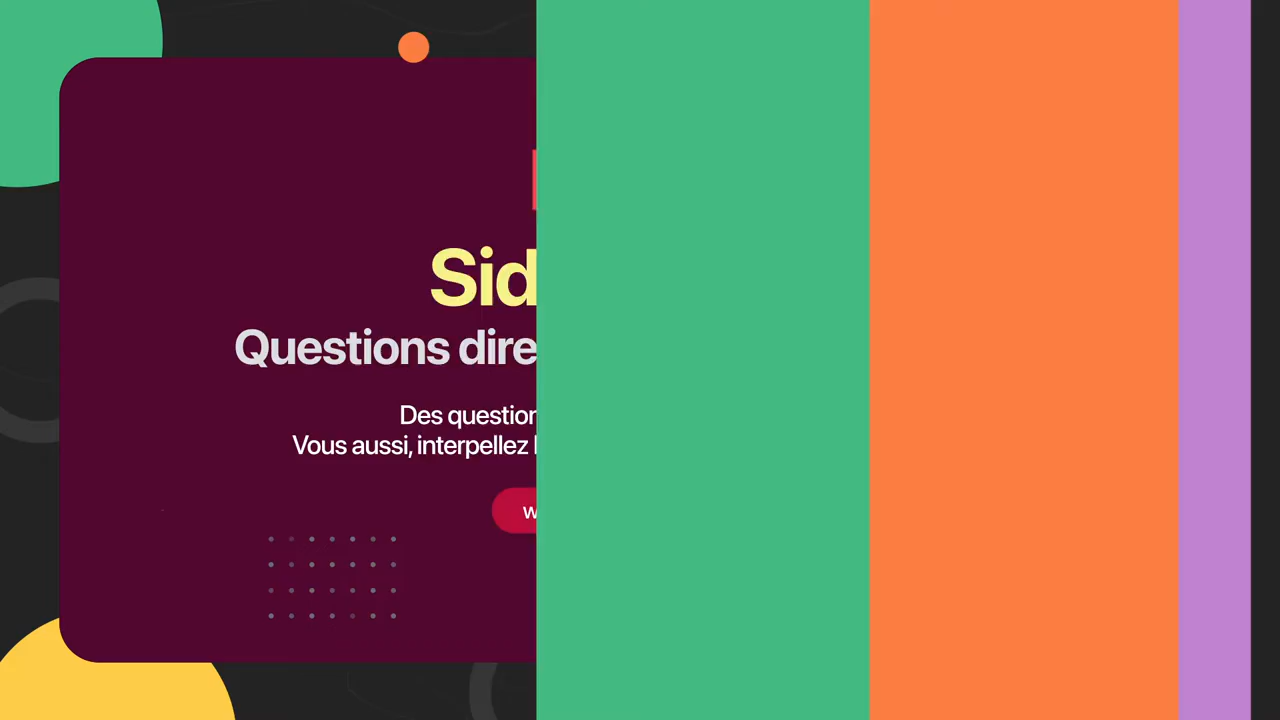 Sid
Questions dire
Des question
Vous aussi, interpellez
W